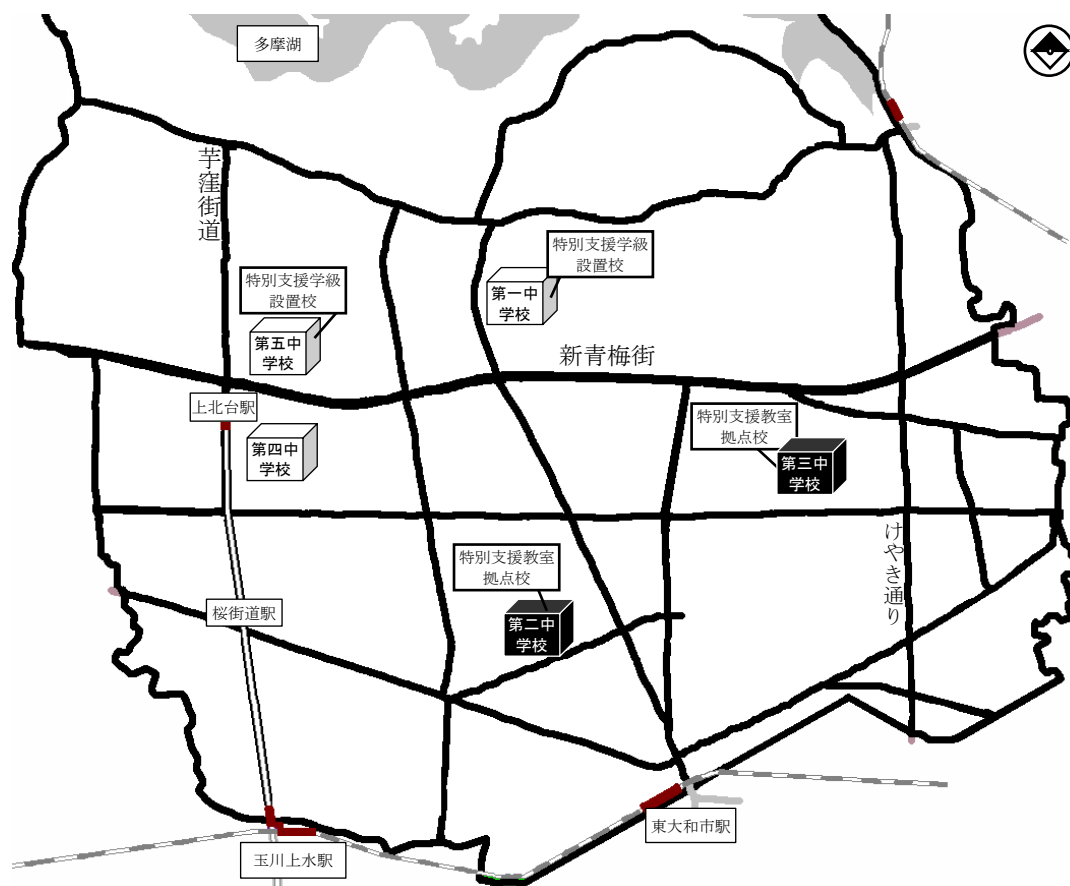 多摩湖
芋窪街道
特別支援学級
設置校
第一中
学校
特別支援学級
設置校
第五中
学校
新青梅街
上北台駅
特別支援教室
拠点校
第四中
学校
第三中
学校
けやき通り
特別支援教室
拠点校
桜街道駅
第二中
学校
東大和市駅
玉川上水駅